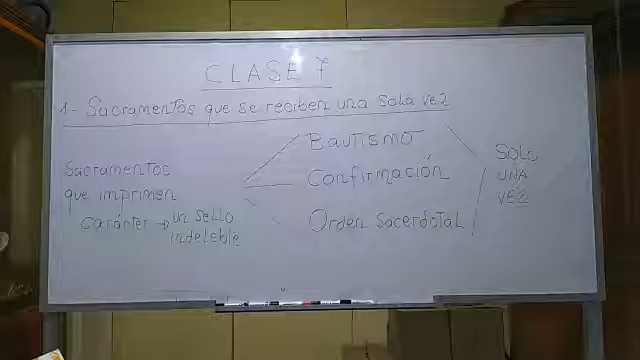 CLASE 7
1- Sacramentos que se reciben una sola vez
Bautismo
Sacramentos
que imprimen
carácter → un sello
indeleble
Confirmación
Orden Sacerdotal
SOLO
UNA
VEZ